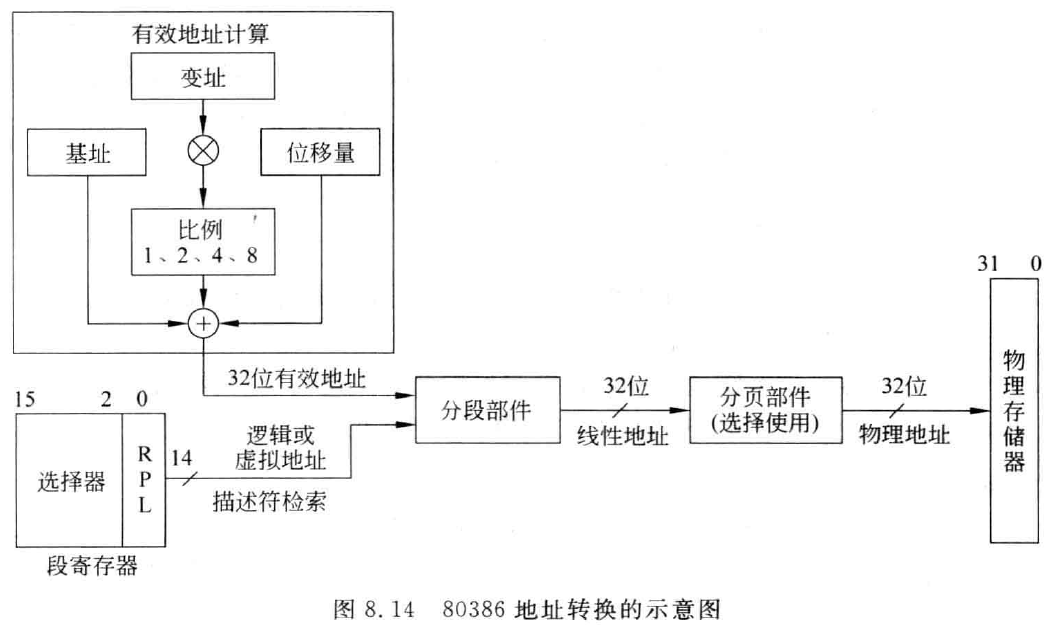 有效地址计算
变址
基址
位移量
比例
1、2、4、8
+
32位有效地址
15 2 0
选择器
R
P
L
14
逻辑或
虚拟地址
描述符检索
段寄存器
分段部件
32位
线性地址
分页部件
(选择使用)
32位
物理地址
31 0
物
理
存
储
器
图 8.14 80386 地址转换的示意图